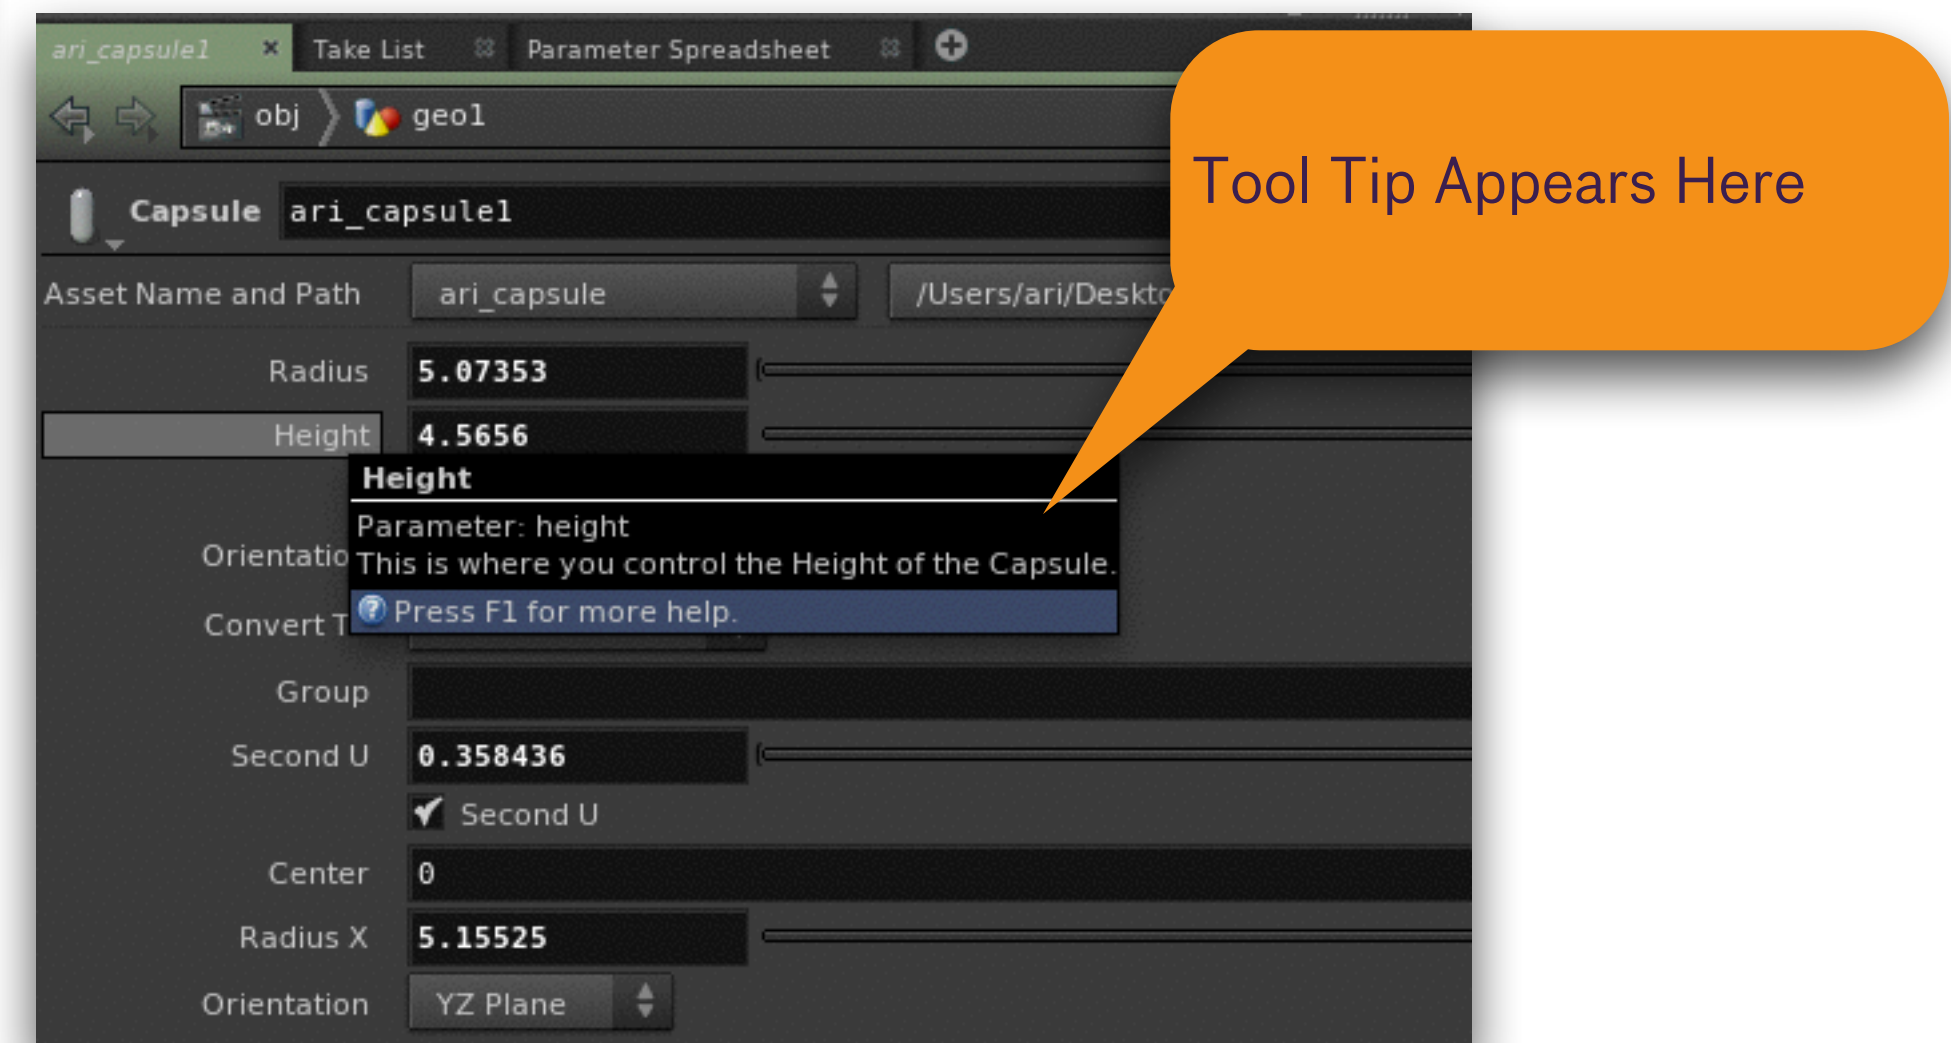 ari_capsule1 Take List Parameter Spreadsheet
obj geo1
Tool Tip Appears Here
Capsule ari_capsule1
Asset Name and Path ari_capsule /Users/ari/Deskto
Radius 5.07353
Height 4.5656
Height
Parameter: height
Orientatio This is where you control the Height of the Capsule.
Convert T Press F1 for more help.
Group
Second U 0.358436
Second U
Center 0
Radius X 5.15525
Orientation YZ Plane